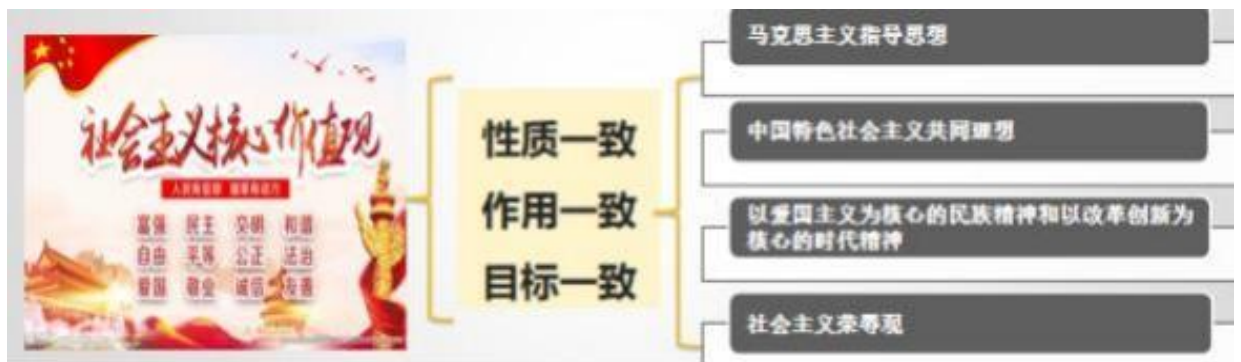 社会主义核心价值观
富强 民主 文明 和谐
自由 平等 公正 法治
爱国 敬业 诚信 友善
性质一致
作用一致
目标一致
马克思主义指导思想
中国特色社会主义共同理想
以爱国主义为核心的民族精神和以改革创新为
核心的时代精神
社会主义荣辱观